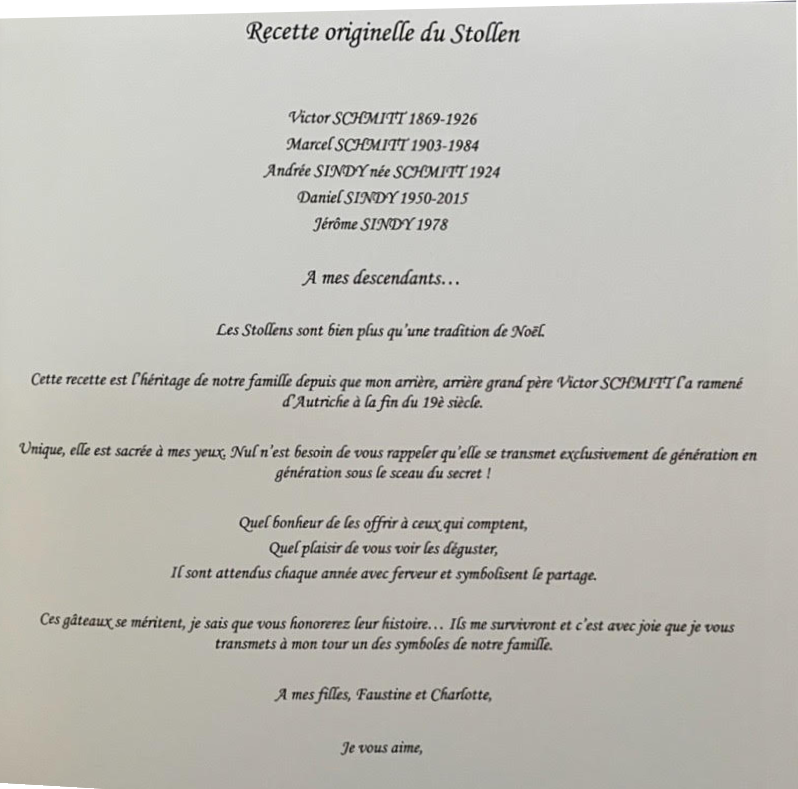 Recette originelle du Stollen
Victor SCHMITT 1869-1926
Marcel SCHMITT 1903-1984
Andrée SINDY née SCHMITT 1924
Daniel SINDY 1950-2015
Jérôme SINDY 1978
A mes descendants…
Les Stollens sont bien plus qu'une tradition de Noël.
Cette recette est l'héritage de notre famille depuis que mon arrière, arrière grand père Victor SCHMITT l'a ramené
d'Autriche à la fin du 19è siècle.
Unique, elle est sacrée à mes yeux. Nul n'est besoin de vous rappeler qu'elle se transmet exclusivement de génération en
génération sous le sceau du secret !
Quel bonheur de les offrir à ceux qui comptent,
Quel plaisir de vous voir les déguster,
Il sont attendus chaque année avec ferveur et symbolisent le partage.
Ces gâteaux se méritent, je sais que vous honorerez leur histoire… Ils me survivront et c'est avec joie que je vous
transmets à mon tour un des symboles de notre famille.
A mes filles, Faustine et Charlotte,
Je vous aime,